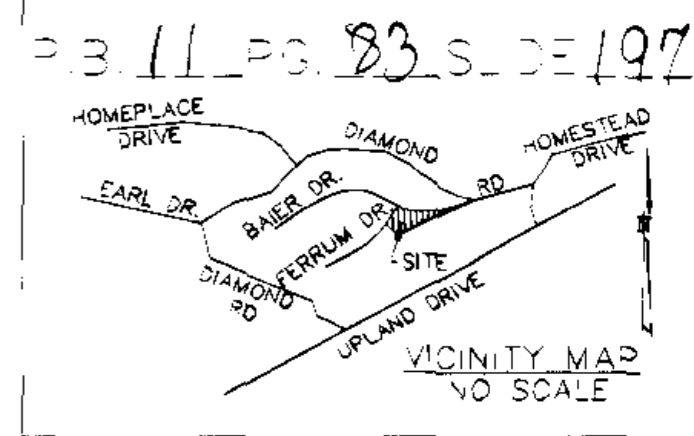 P.B. 11 PG. 83 SLIDE 197
HOMEPLACE
DRIVE
DIAMOND
HOMESTEAD
DRIVE
RD
EARL DR.
BAIER DR.
FERRUM DR.
SITE
DIAMOND
RD
UPLAND DRIVE
VICINITY MAP
NO SCALE